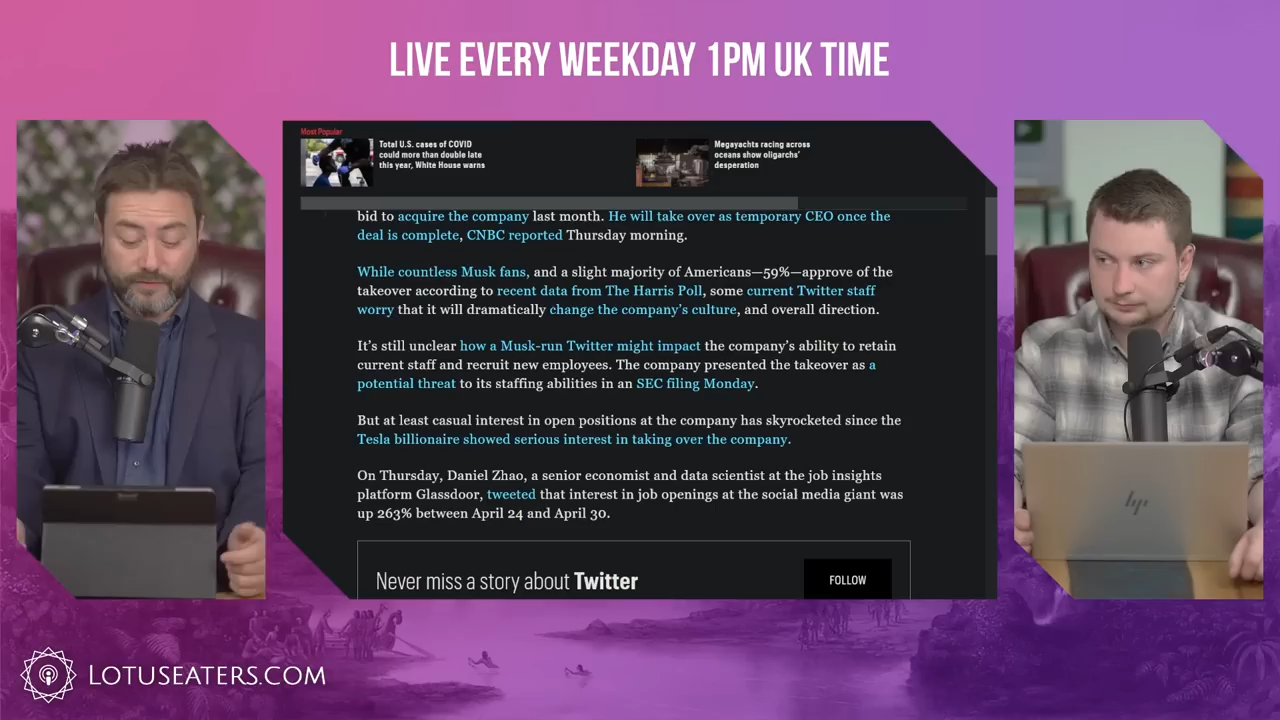 LIVE EVERY WEEKDAY 1PM UK TIME
Most Popular
Total U.S. cases of COVID
could more than double late
this year, White House warns
Megayachts racing across
oceans show oligarchs'
desperation
bid to acquire the company last month. He will take over as temporary CEO once the
deal is complete, CNBC reported Thursday morning.
While countless Musk fans, and a slight majority of Americans—59%—approve of the
takeover according to recent data from The Harris Poll, some current Twitter staff
worry that it will dramatically change the company's culture, and overall direction.
It's still unclear how a Musk-run Twitter might impact the company's ability to retain
current staff and recruit new employees. The company presented the takeover as a
potential threat to its staffing abilities in an SEC filing Monday.
But at least casual interest in open positions at the company has skyrocketed since the
Tesla billionaire showed serious interest in taking over the company.
On Thursday, Daniel Zhao, a senior economist and data scientist at the job insights
platform Glassdoor, tweeted that interest in job openings at the social media giant was
up 263% between April 24 and April 30.
Never miss a story about Twitter
FOLLOW
hp
LOTUSEATERS.COM